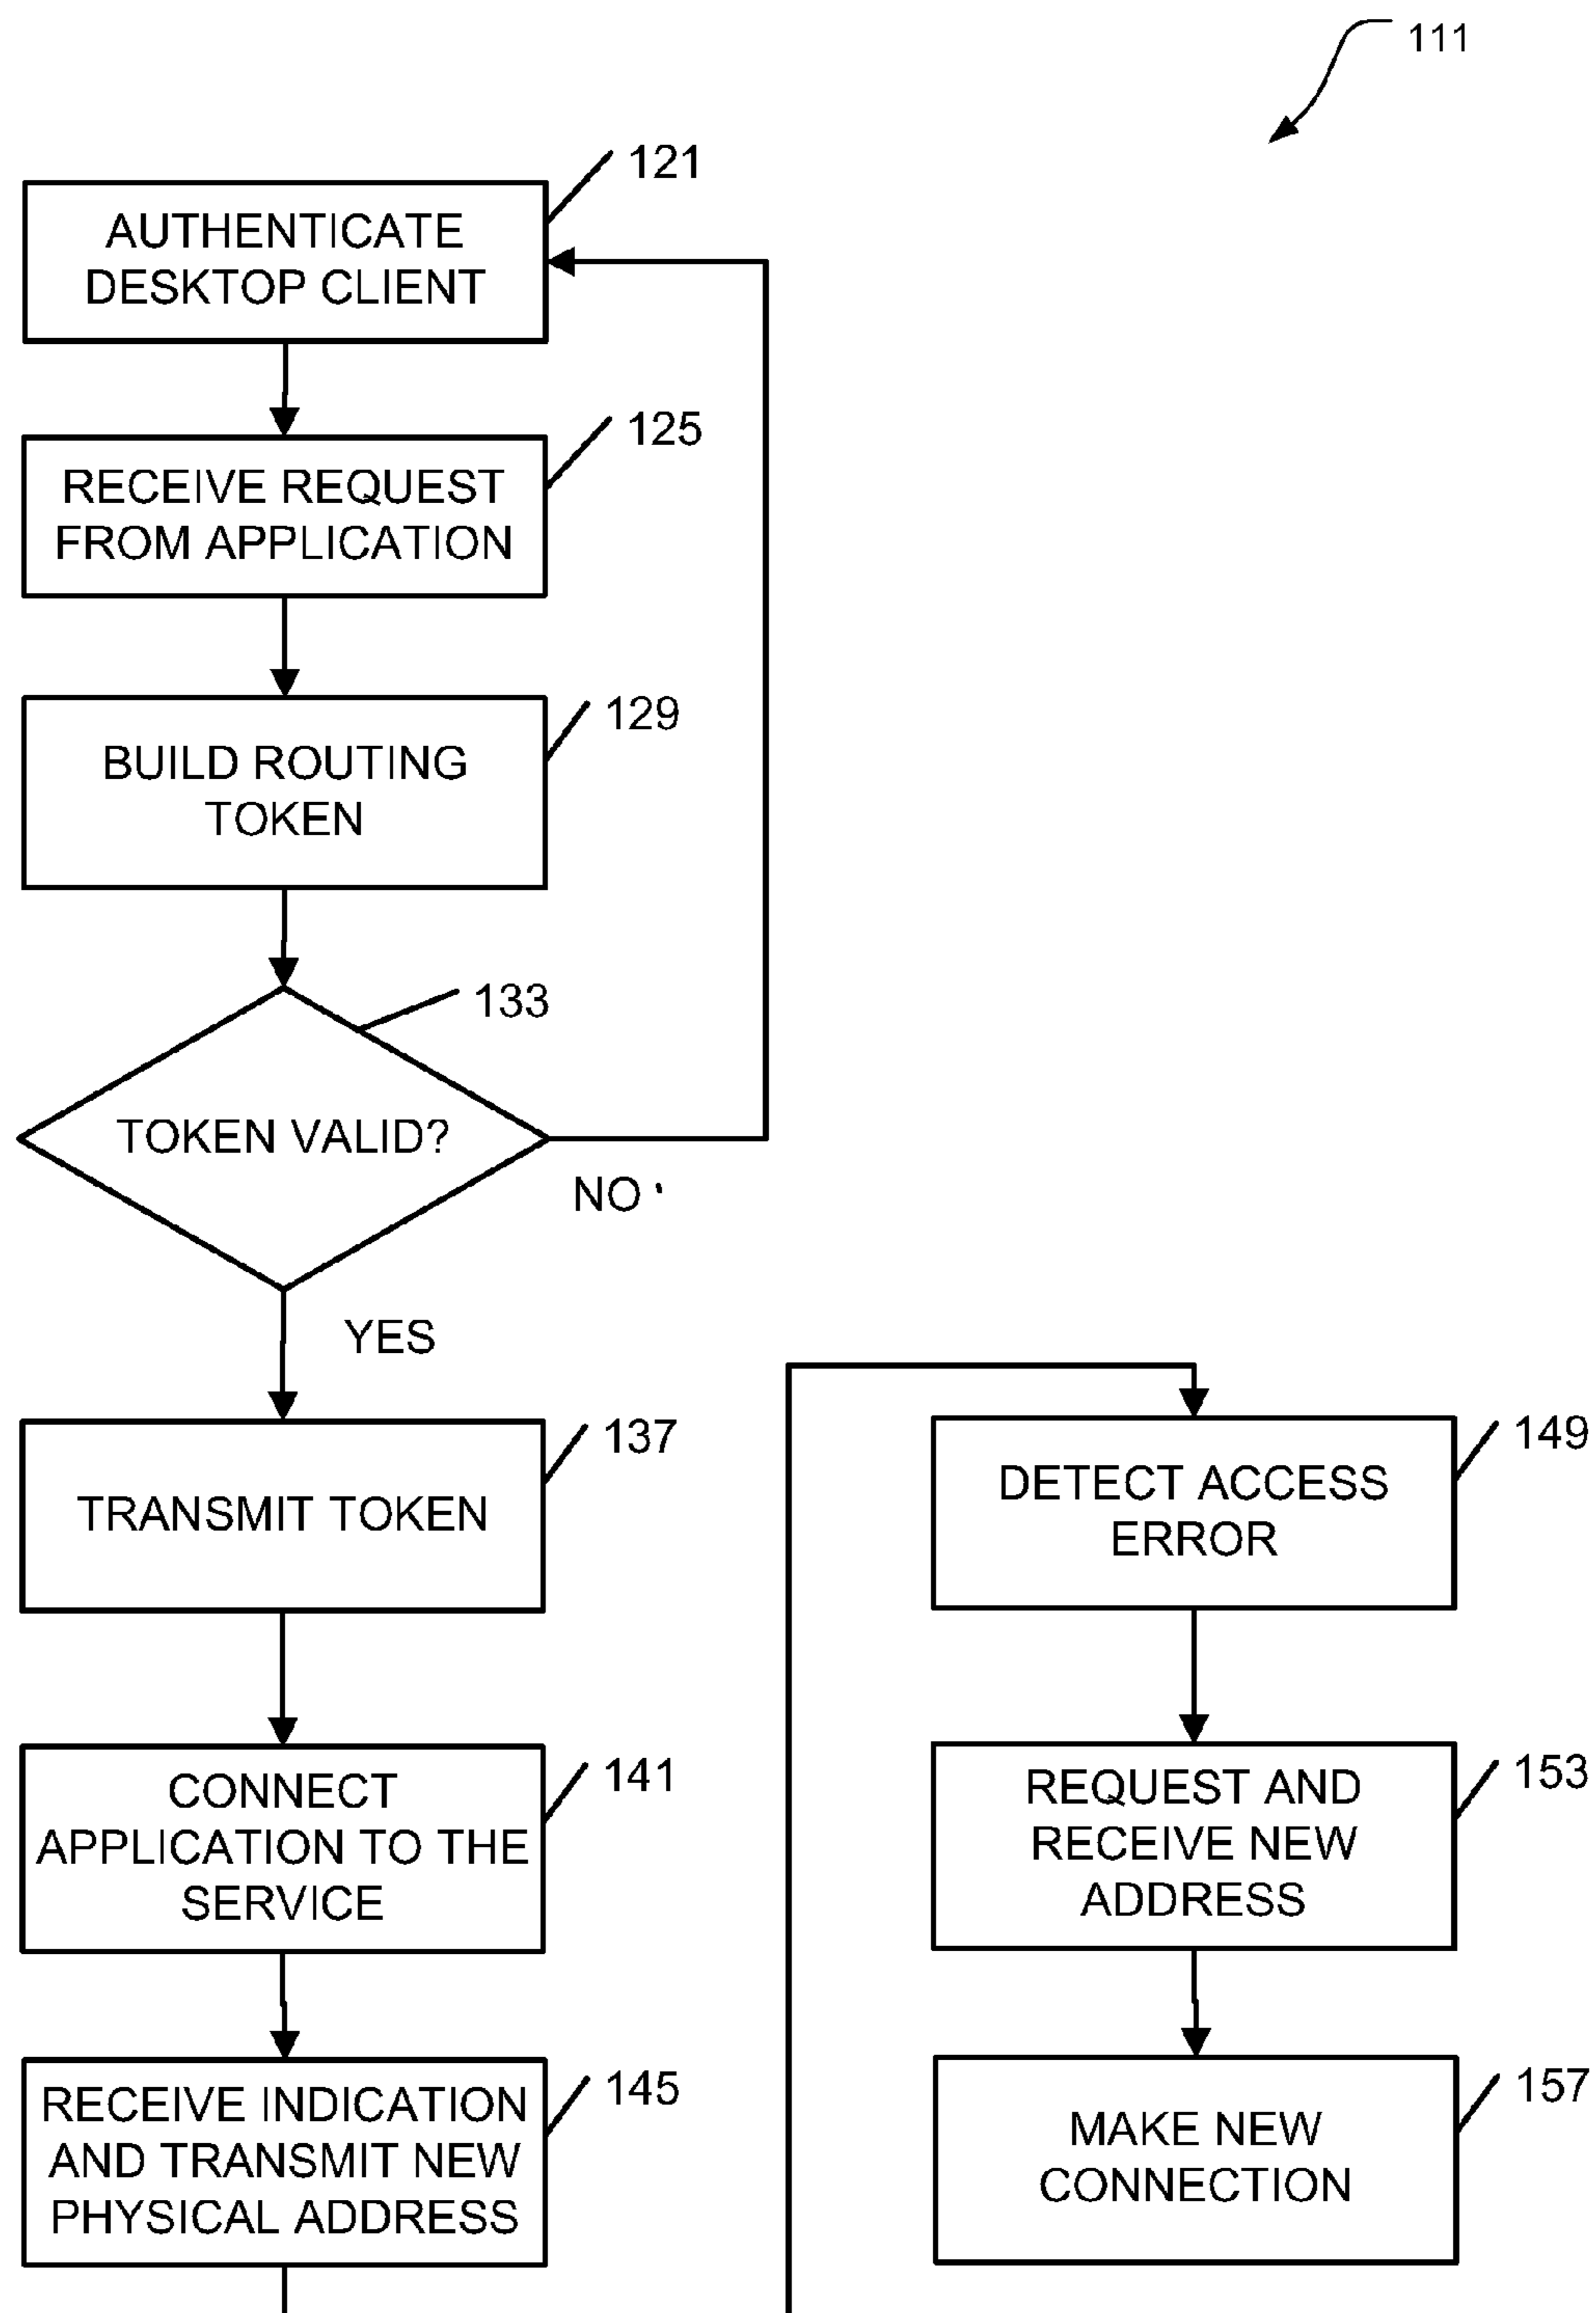 111
121
AUTHENTICATE
DESKTOP CLIENT
125
RECEIVE REQUEST
FROM APPLICATION
129
BUILD ROUTING
TOKEN
133
TOKEN VALID?
NO
YES
137
TRANSMIT TOKEN
141
CONNECT
APPLICATION TO THE
SERVICE
145
RECEIVE INDICATION
AND TRANSMIT NEW
PHYSICAL ADDRESS
149
DETECT ACCESS
ERROR
153
REQUEST AND
RECEIVE NEW
ADDRESS
157
MAKE NEW
CONNECTION